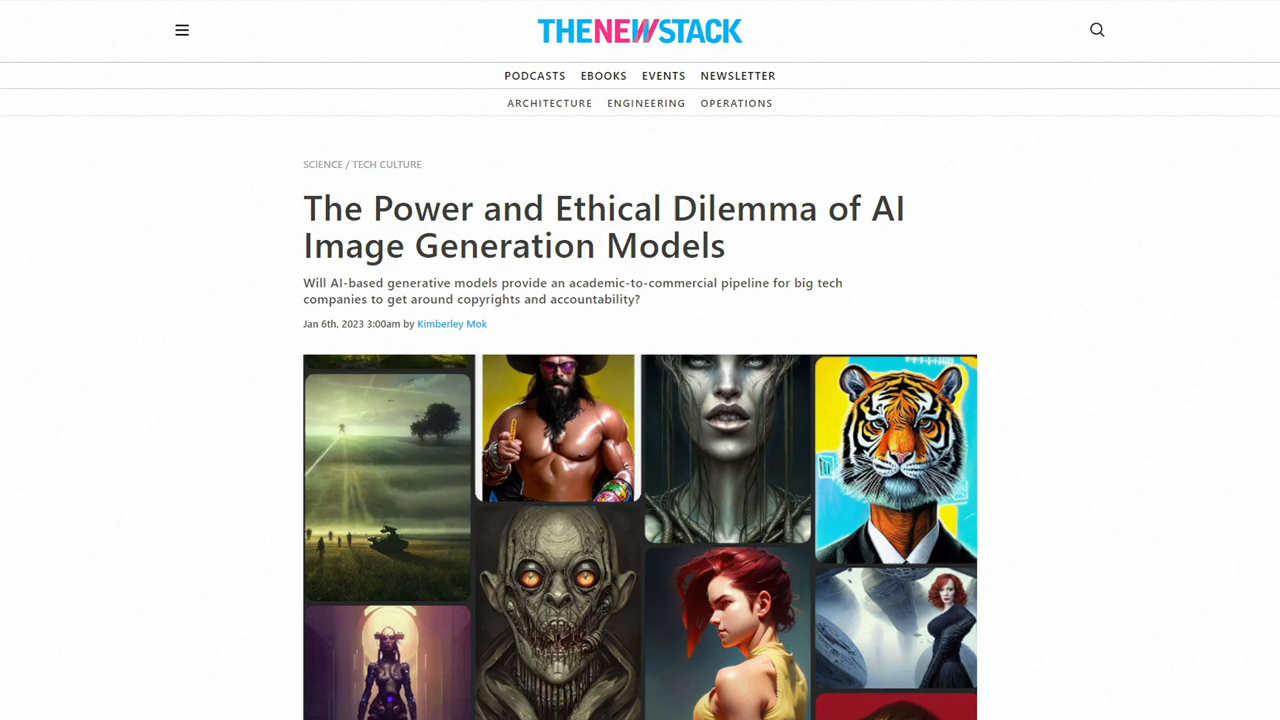 THENEWSTACK
PODCASTS EBOOKS EVENTS NEWSLETTER
ARCHITECTURE ENGINEERING OPERATIONS
SCIENCE / TECH CULTURE
The Power and Ethical Dilemma of AI
Image Generation Models
Will AI-based generative models provide an academic-to-commercial pipeline for big tech
companies to get around copyrights and accountability?
Jan 6th, 2023 3:00am by Kimberley Mok